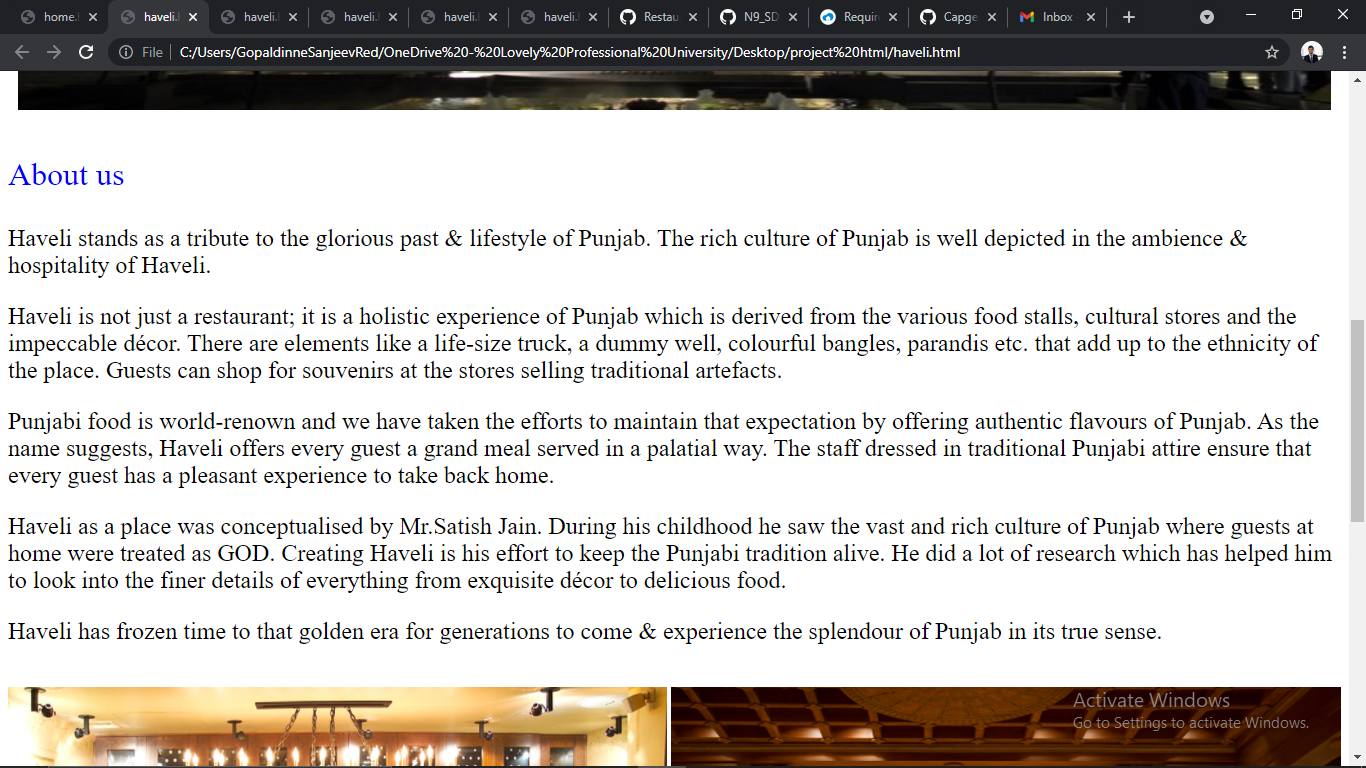 home.l
haveli.l
haveli.l
haveli.l
haveli.l
haveli.l
Restau
N9_SD
Requir
Capge
Inbox
File
C:/Users/GopaldinneSanjeevRed/OneDrive%20-%20Lovely%20Professional%20University/Desktop/project%20html/haveli.html
About us
Haveli stands as a tribute to the glorious past & lifestyle of Punjab. The rich culture of Punjab is well depicted in the ambience &
hospitality of Haveli.
Haveli is not just a restaurant; it is a holistic experience of Punjab which is derived from the various food stalls, cultural stores and the
impeccable décor. There are elements like a life-size truck, a dummy well, colourful bangles, parandis etc. that add up to the ethnicity of
the place. Guests can shop for souvenirs at the stores selling traditional artefacts.
Punjabi food is world-renown and we have taken the efforts to maintain that expectation by offering authentic flavours of Punjab. As the
name suggests, Haveli offers every guest a grand meal served in a palatial way. The staff dressed in traditional Punjabi attire ensure that
every guest has a pleasant experience to take back home.
Haveli as a place was conceptualised by Mr.Satish Jain. During his childhood he saw the vast and rich culture of Punjab where guests at
home were treated as GOD. Creating Haveli is his effort to keep the Punjabi tradition alive. He did a lot of research which has helped him
to look into the finer details of everything from exquisite décor to delicious food.
Haveli has frozen time to that golden era for generations to come & experience the splendour of Punjab in its true sense.
Activate Windows
Go to Settings to activate Windows.